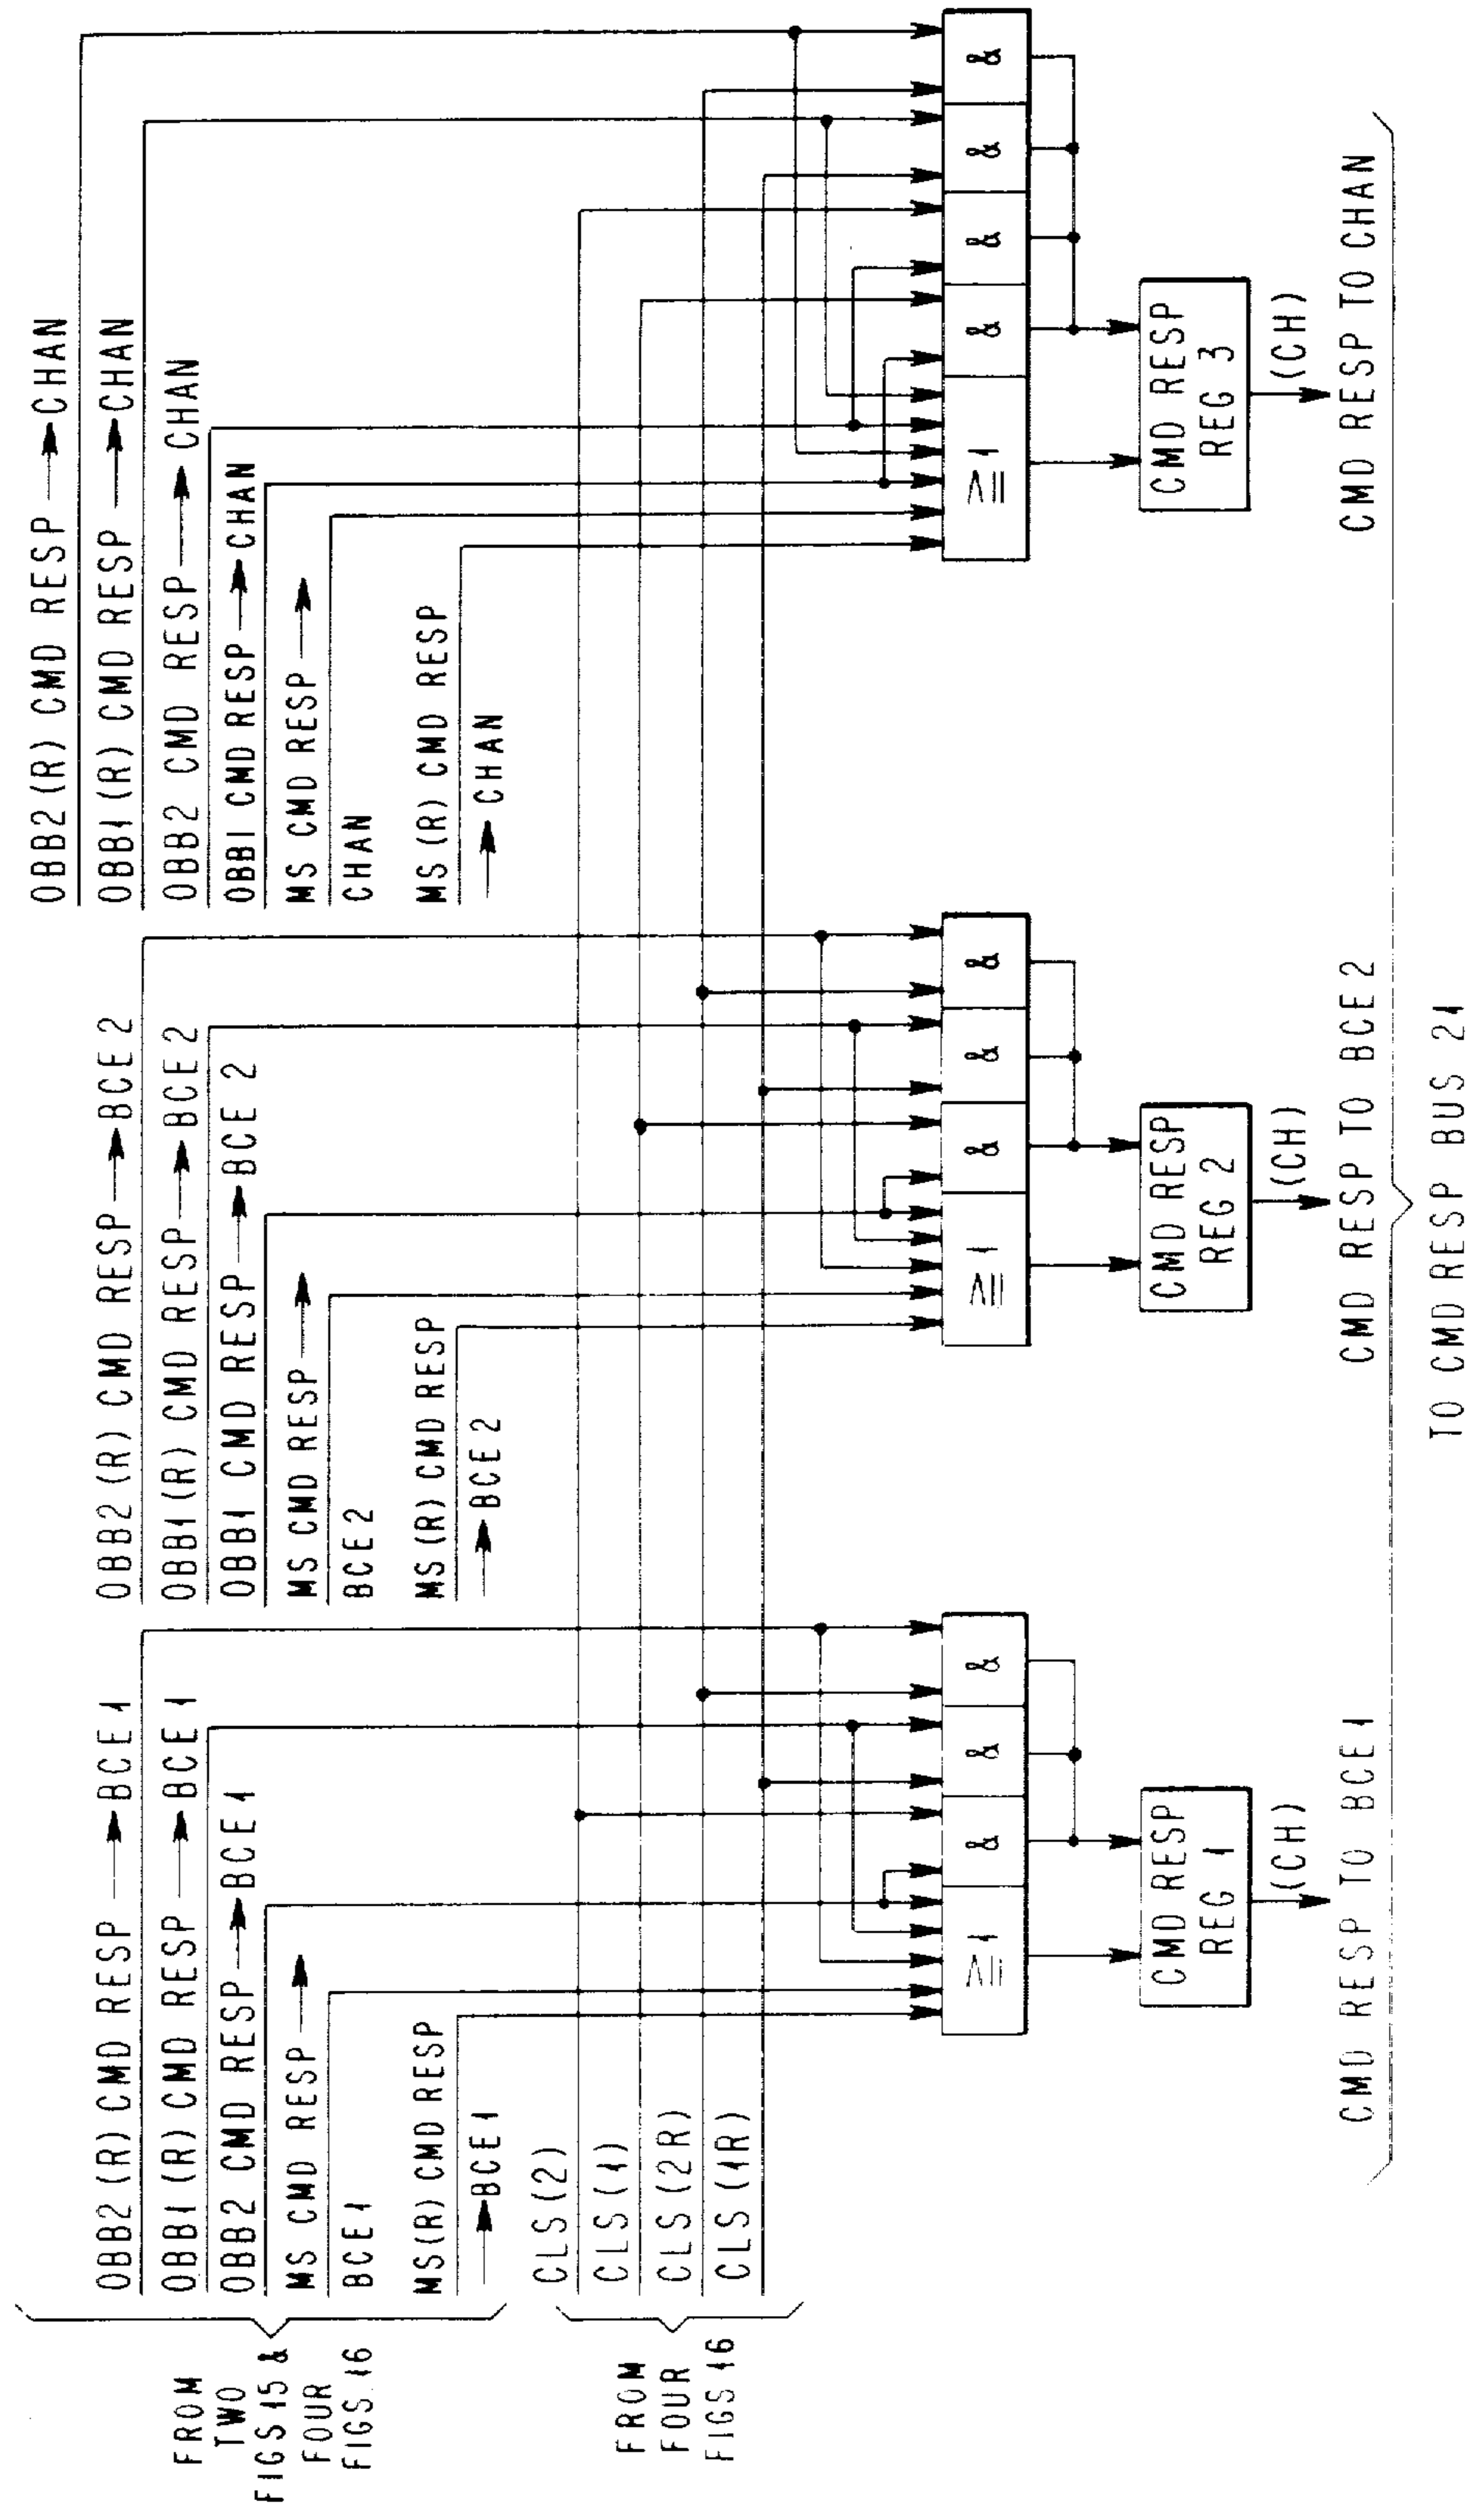 FROM
TWO
FIGS 15 &
FOUR
FIGS. 16
OBB2 (R) CMD RESP → BCE 1
OBB1 (R) CMD RESP → BCE 1
OBB2 CMD RESP → BCE 1
MS CMD RESP →
BCE 1
MS (R) CMD RESP
→ BCE 1
FROM
FOUR
FIGS 16
CLS (2)
CLS (1)
CLS (2R)
CLS (1R)
OBB2 (R) CMD RESP → BCE 2
OBB1 (R) CMD RESP → BCE 2
OBB1 CMD RESP → BCE 2
MS CMD RESP →
BCE 2
MS (R) CMD RESP
→ BCE 2
OBB2 (R) CMD RESP → CHAN
OBB1 (R) CMD RESP → CHAN
OBB2 CMD RESP → CHAN
OBB1 CMD RESP → CHAN
MS CMD RESP →
CHAN
MS (R) CMD RESP
→ CHAN
≥1 & & &
≥1 & & &
≥1 & & & &
CMD RESP
REG 1
CMD RESP
REG 2
CMD RESP
REG 3
(CH)
(CH)
(CH)
CMD RESP TO BCE 1
CMD RESP TO BCE 2
CMD RESP TO CHAN
TO CMD RESP BUS 21